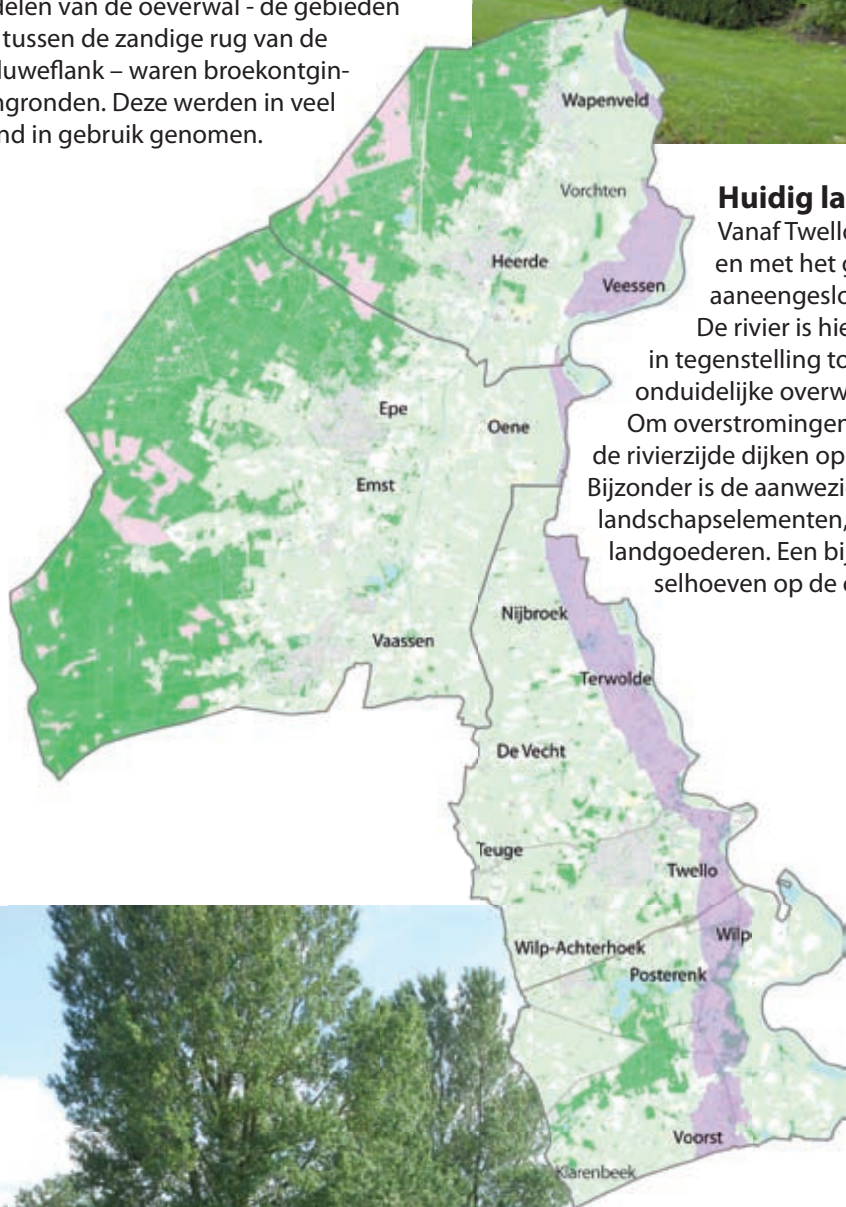 delen van de oeverwal - de gebieden
tussen de zandige rug van de
luweflank – waren broekontgin-
ngronden. Deze werden in veel
nd in gebruik genomen.
Huidig la
Vanaf Twello
en met het g
aaneengeslo
De rivier is hie
in tegenstelling to
onduidelijke overw
Om overstromingen
de rivierzijde dijken op
Bijzonder is de aanwezi
landschapselementen,
landgoederen. Een bij
selhoeven op de
Wapenveld
Vorchten
Heerde
Veessen
Epe
Oene
Emst
Nijbroek
Vaassen
Terwolde
De Vecht
Teuge
Twello
Wilp
Wilp-Achterhoek
Posterenk
Voorst
Klarenbeek